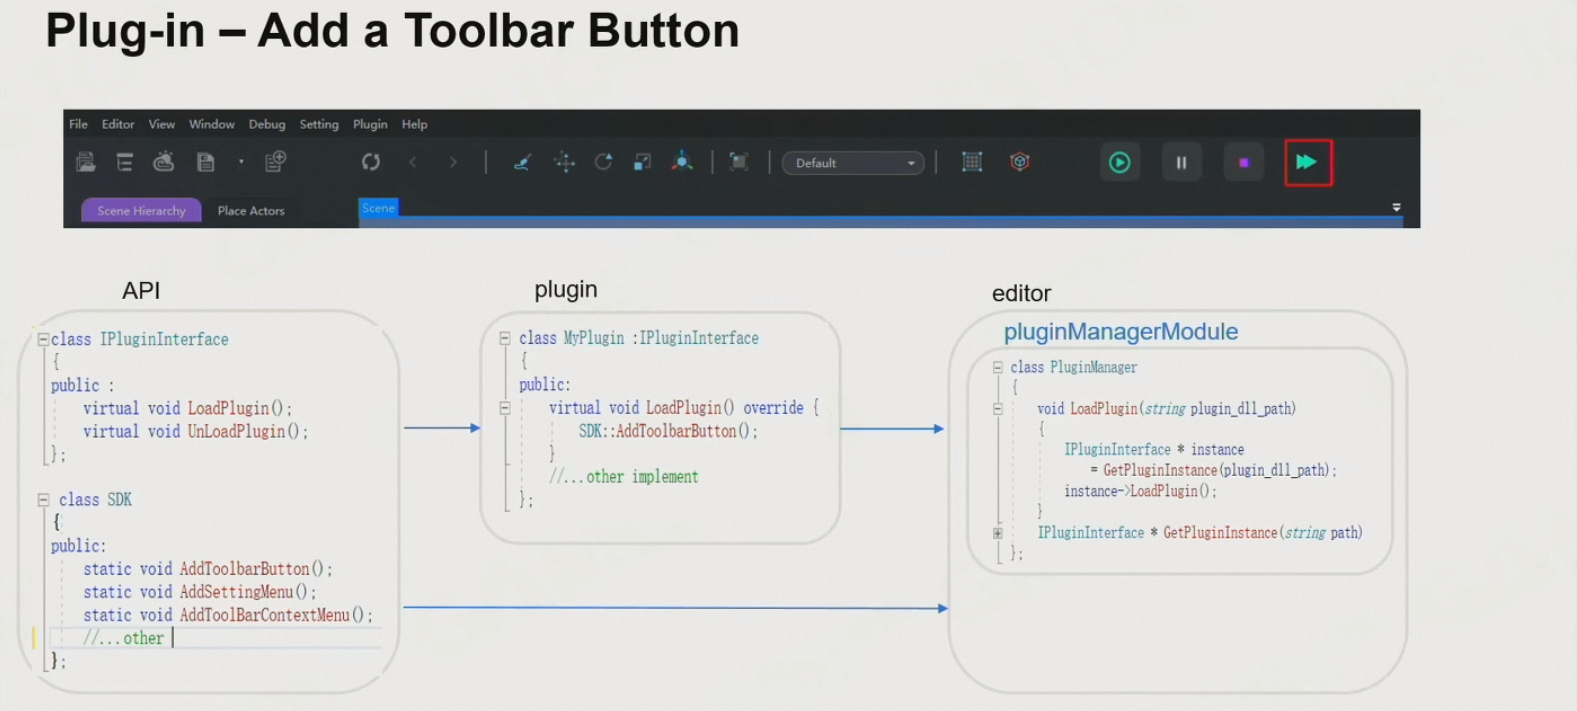 Plug-in – Add a Toolbar Button
File Editor View Window Debug Setting Plugin Help
Default
Scene Hierarchy Place Actors Scene
API
class IPluginInterface
{
public :
virtual void LoadPlugin();
virtual void UnLoadPlugin();
};
class SDK
{
public:
static void AddToolbarButton();
static void AddSettingMenu();
static void AddToolBarContextMenu();
//...other
};
plugin
class MyPlugin :IPluginInterface
{
public:
virtual void LoadPlugin() override {
SDK::AddToolbarButton();
}
//...other implement
};
editor
pluginManagerModule
class PluginManager
{
void LoadPlugin(string plugin_dll_path)
{
IPluginInterface * instance
= GetPluginInstance(plugin_dll_path);
instance->LoadPlugin();
}
IPluginInterface * GetPluginInstance(string path)
};